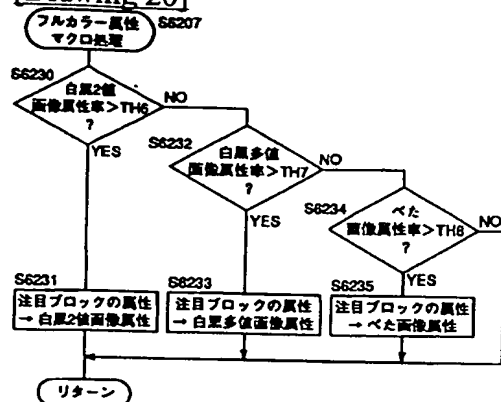 [Drawing 20]
フルカラー属性
マクロ処理
S6207
S6230
白黒2値
画像属性率>TH6
?
NO
YES
S6232
白黒多値
画像属性率>TH7
?
NO
YES
S6234
べた
画像属性率>TH8
?
NO
YES
S6231
注目ブロックの属性
→ 白黒2値画像属性
S6233
注目ブロックの属性
→ 白黒多値画像属性
S6235
注目ブロックの属性
→ べた画像属性
リターン